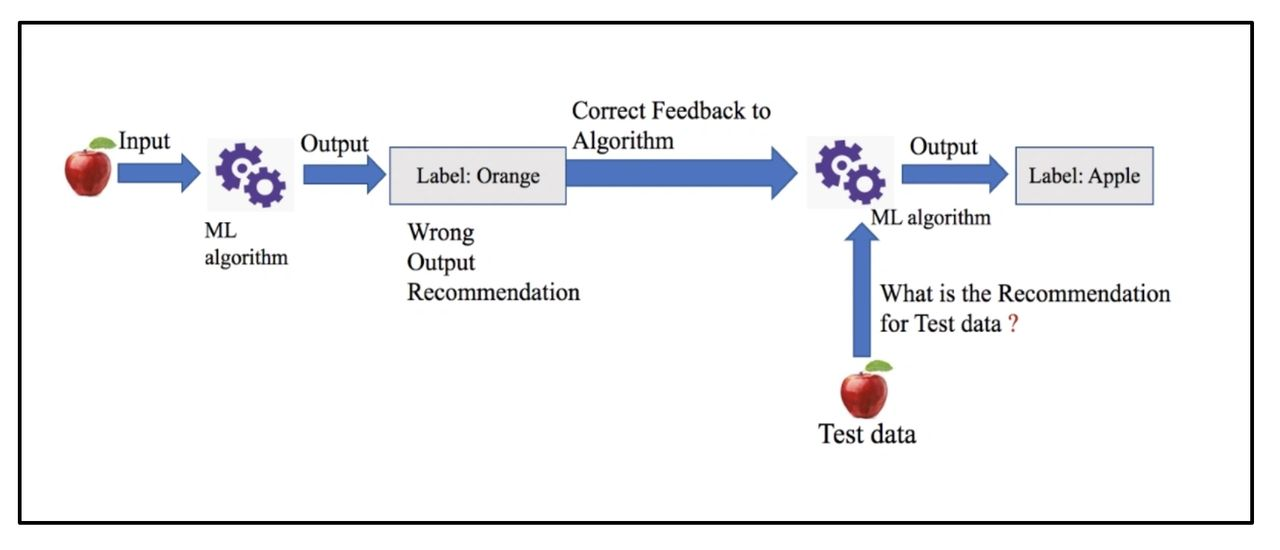 Input
ML
algorithm
Output
Label: Orange
Wrong
Output
Recommendation
Correct Feedback to
Algorithm
ML algorithm
Output
Label: Apple
What is the Recommendation
for Test data ?
Test data